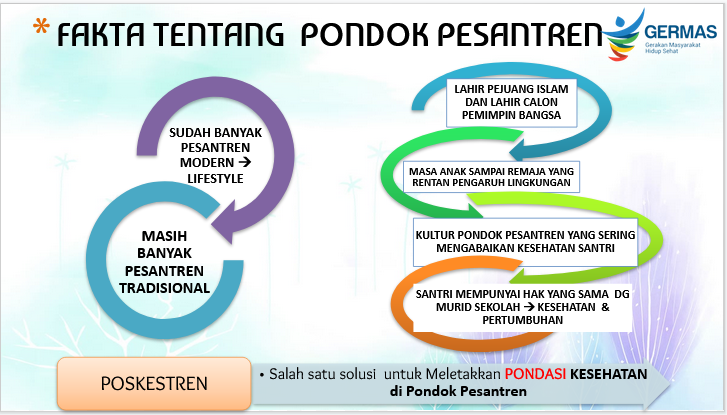 * FAKTA TENTANG PONDOK PESANTREN
GERMAS
Gerakan Masyarakat
Hidup Sehat
SUDAH BANYAK
PESANTREN
MODERN →
LIFESTYLE
MASIH
BANYAK
PESANTREN
TRADISIONAL
LAHIR PEJUANG ISLAM
DAN LAHIR CALON
PEMIMPIN BANGSA
MASA ANAK SAMPAI REMAJA YANG
RENTAN PENGARUH LINGKUNGAN
KULTUR PONDOK PESANTREN YANG SERING
MENGABAIKAN KESEHATAN SANTRI
SANTRI MEMPUNYAI HAK YANG SAMA DG
MURID SEKOLAH → KESEHATAN &
PERTUMBUHAN
POSKESTREN
• Salah satu solusi untuk Meletakkan PONDASI KESEHATAN
di Pondok Pesantren